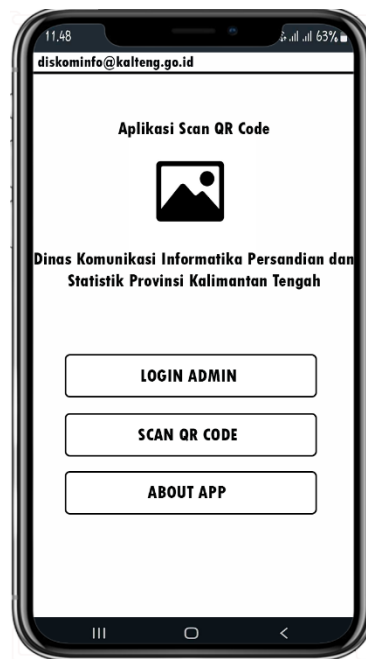 11.48
63%
diskominfo@kalteng.go.id
Aplikasi Scan QR Code
Dinas Komunikasi Informatika Persandian dan
Statistik Provinsi Kalimantan Tengah
LOGIN ADMIN
SCAN QR CODE
ABOUT APP